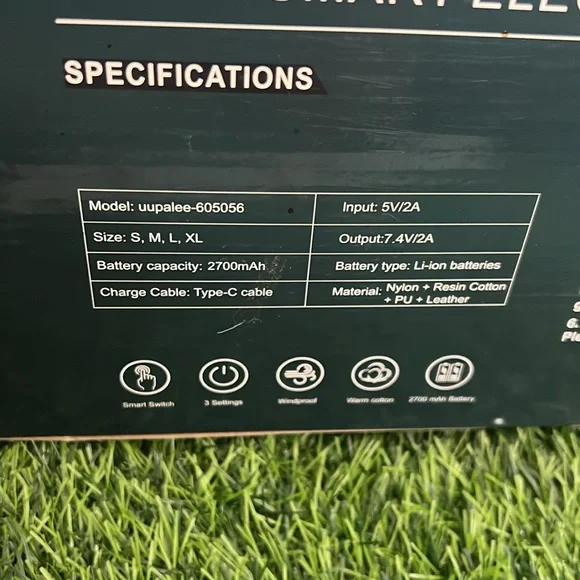 SPECIFICATIONS
Model: uupalee-605056
Input: 5V/2A
Size: S, M, L, XL
Output:7.4V/2A
Battery capacity: 2700mAh
Battery type: Li-ion batteries
Charge Cable: Type-C cable
Material: Nylon + Resin Cotton
+ PU + Leather
6.
Smart Switch
3 Settings
Windproof
Warm cotton
2700 mAh Battery